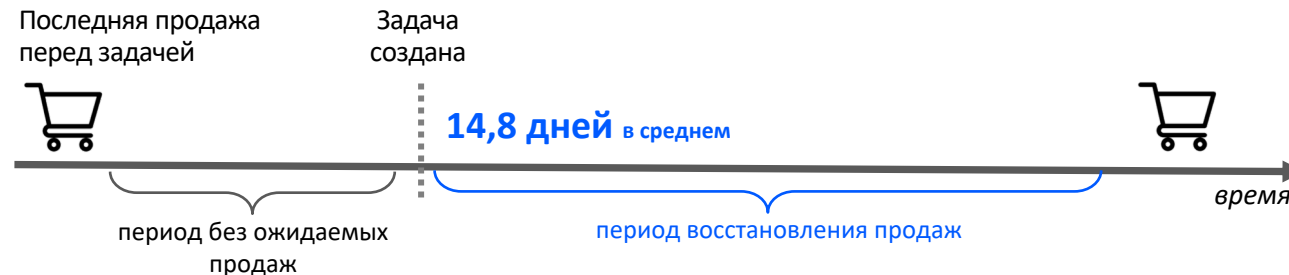 Последняя продажа
перед задачей
Задача
создана
14,8 дней в среднем
время
период без ожидаемых
продаж
период восстановления продаж